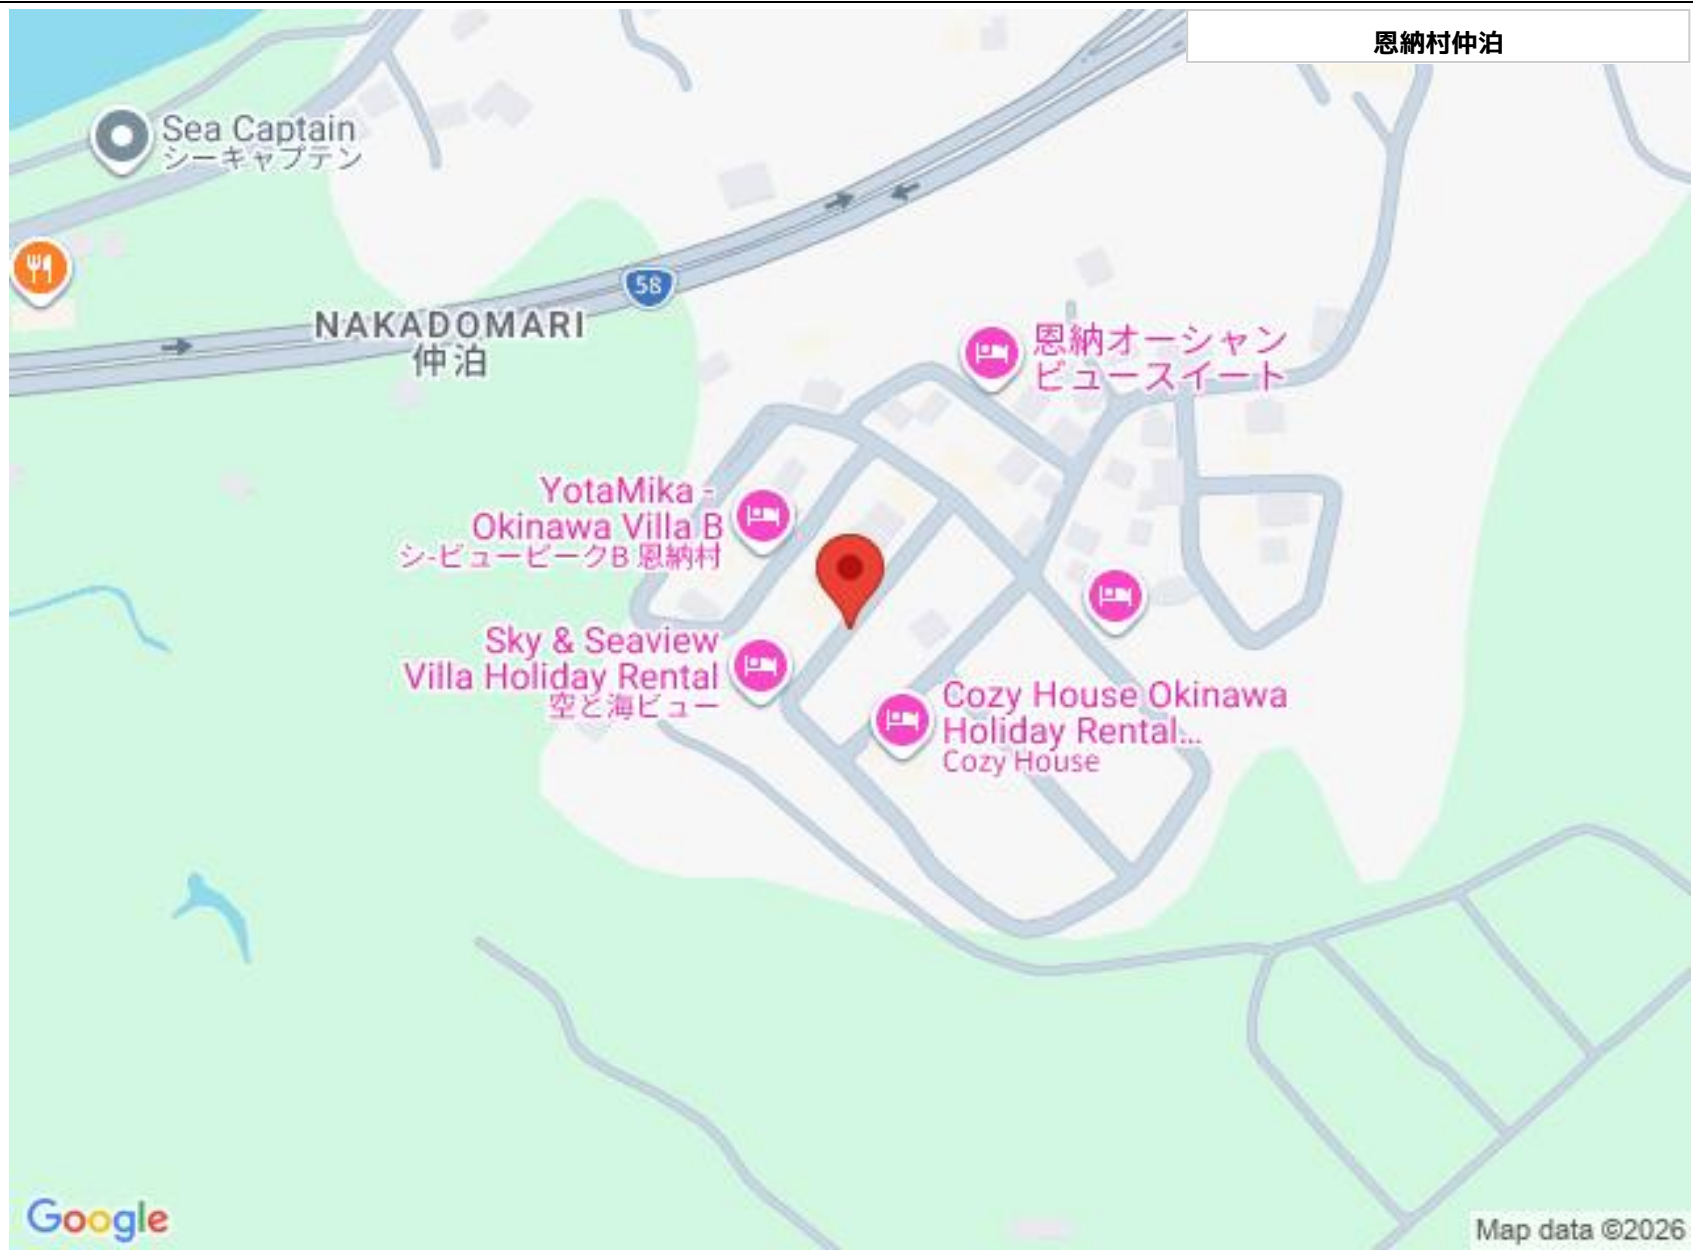 恩納村仲泊
Sea Captain
シーキャプテン
58
NAKADOMARI
仲泊
恩納オーシャン
ビュースイート
YotaMika -
Okinawa Villa B
シ-ビューピークB 恩納村
Sky & Seaview
Villa Holiday Rental
空と海ビュー
Cozy House Okinawa
Holiday Rental...
Cozy House
Google
Map data ©2026